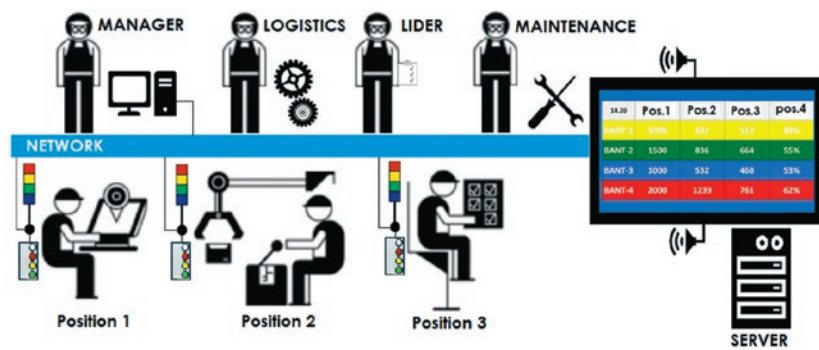 MANAGER
LOGISTICS
LIDER
MAINTENANCE
NETWORK
14.20 Pos.1 Pos.2 Pos.3 pos.4
BANT-1 513
BANT-2 1500 836 664 55%
BANT-3 1000 532 468 53%
BANT-4 2000 1239 761 62%
Position 1
Position 2
Position 3
SERVER